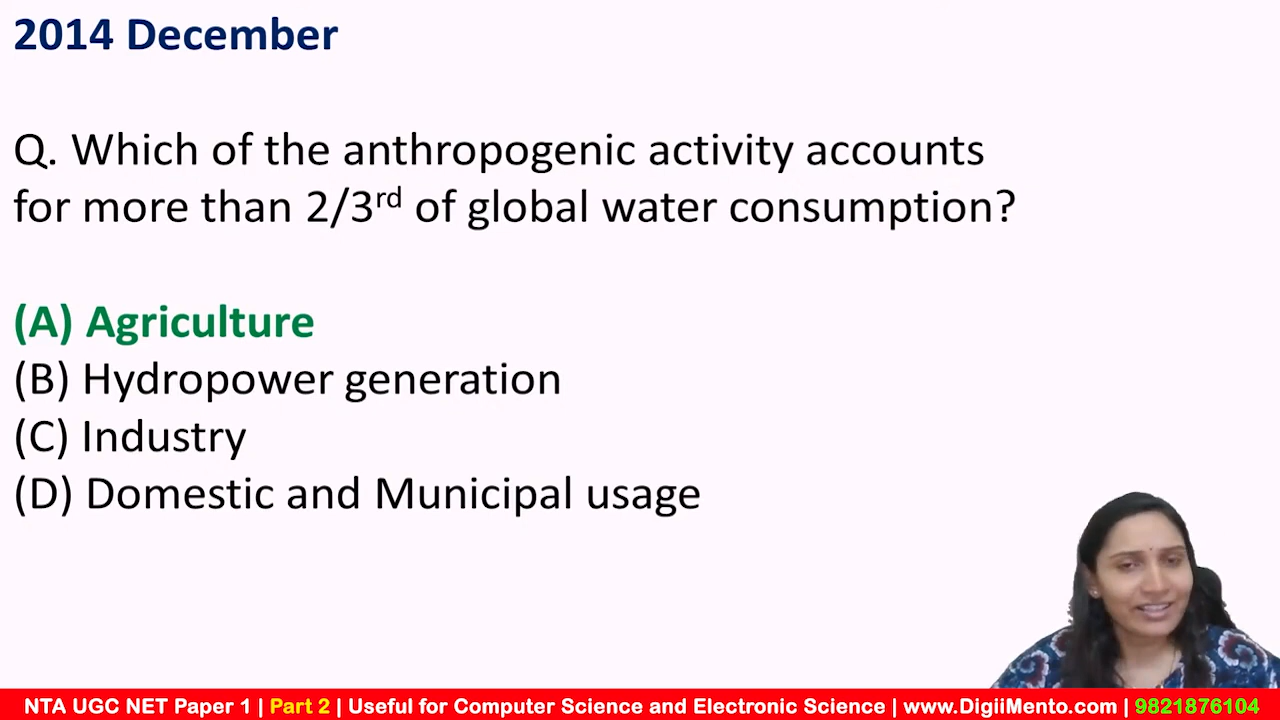 2014 December
Q. Which of the anthropogenic activity accounts
for more than 2/3rd of global water consumption?
(A) Agriculture
(B) Hydropower generation
(C) Industry
(D) Domestic and Municipal usage
NTA UGC NET Paper 1 | Part 2 | Useful for Computer Science and Electronic Science | www.DigiiMento.com | 9821876104